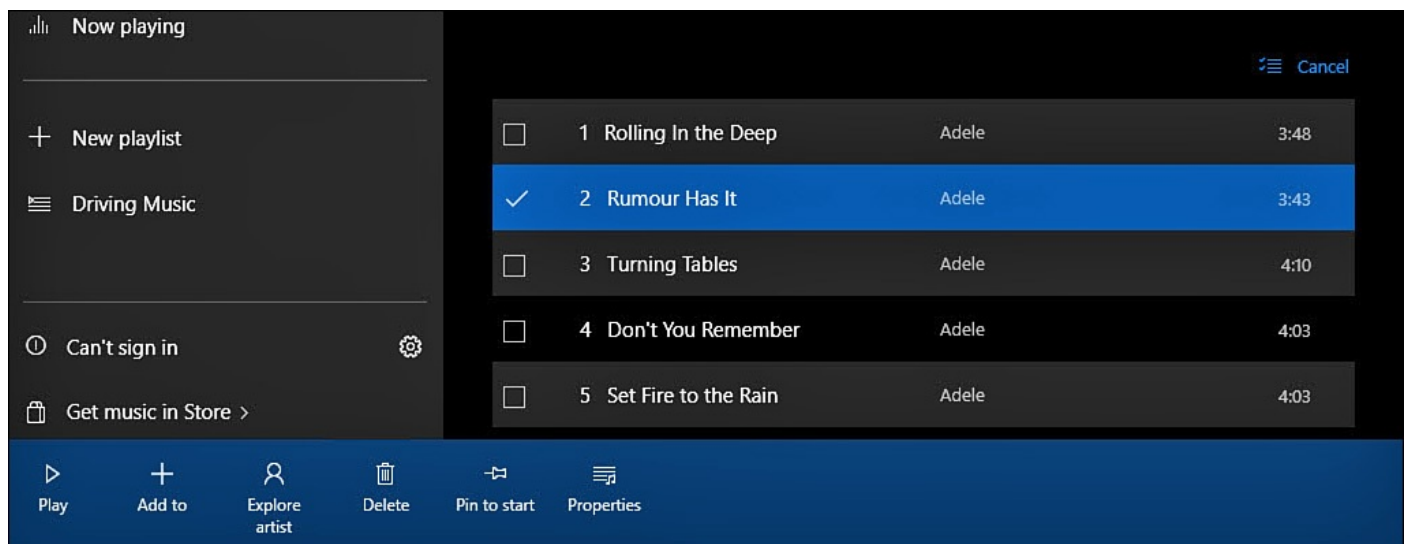 Now playing
Cancel
New playlist
1 Rolling In the Deep Adele 3:48
Driving Music
2 Rumour Has It Adele 3:43
3 Turning Tables Adele 4:10
Can't sign in
4 Don't You Remember Adele 4:03
Get music in Store >
5 Set Fire to the Rain Adele 4:03
Play
Add to
Explore
artist
Delete
Pin to start
Properties